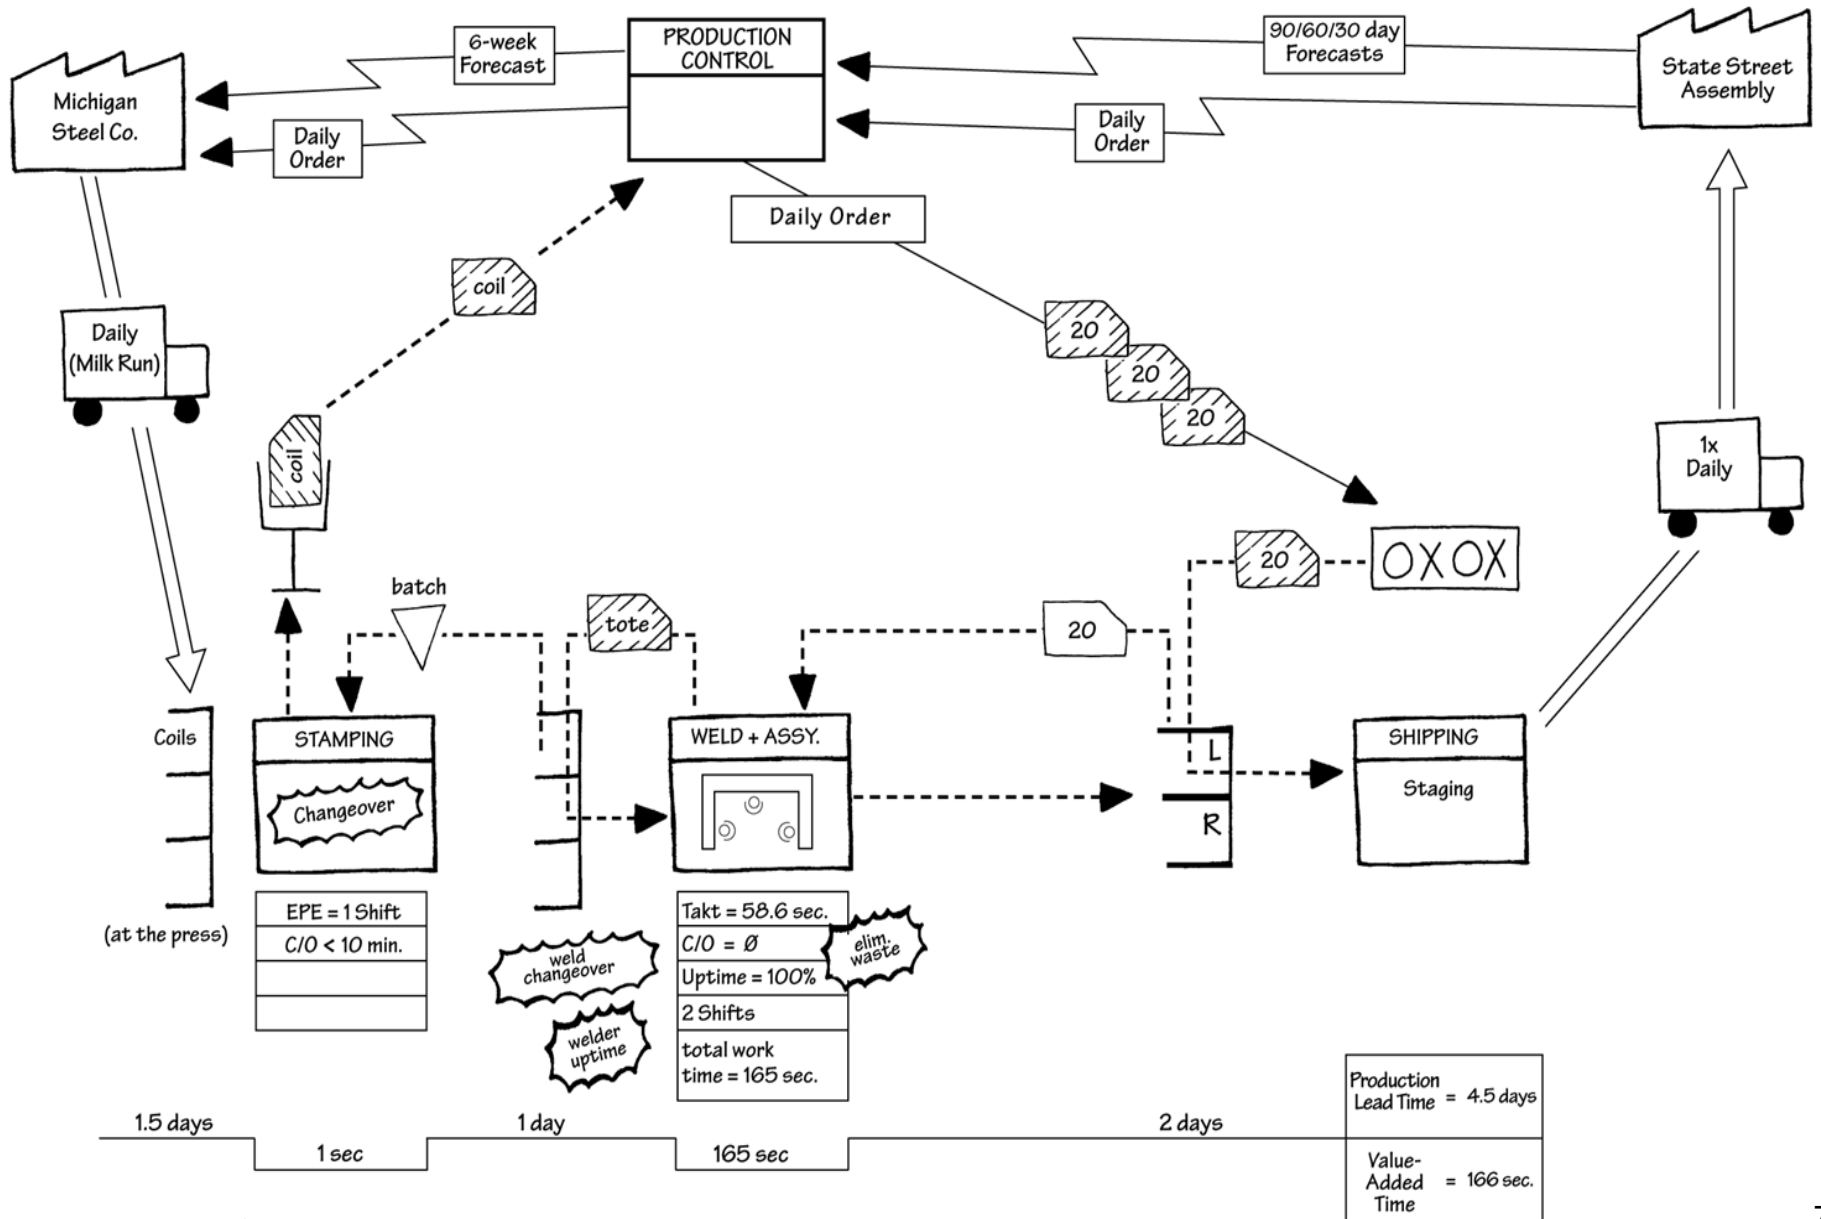 6-week
Forecast
PRODUCTION
CONTROL
90/60/30 day
Forecasts
State Street
Assembly
Michigan
Steel Co.
Daily
Order
Daily
Order
Daily Order
coil
Daily
(Milk Run)
20
20
20
coil
1x
Daily
20
OXOX
batch
tote
20
Coils
STAMPING
WELD + ASSY.
L
SHIPPING
Changeover
Staging
R
(at the press)
EPE = 1 Shift
C/O < 10 min.
Takt = 58.6 sec.
C/O = Ø
Uptime = 100%
2 Shifts
total work
time = 165 sec.
elim.
waste
weld
changeover
welder
uptime
1.5 days
1 sec
1 day
165 sec
2 days
Production
Lead Time = 4.5 days
Value-
Added = 166 sec.
Time